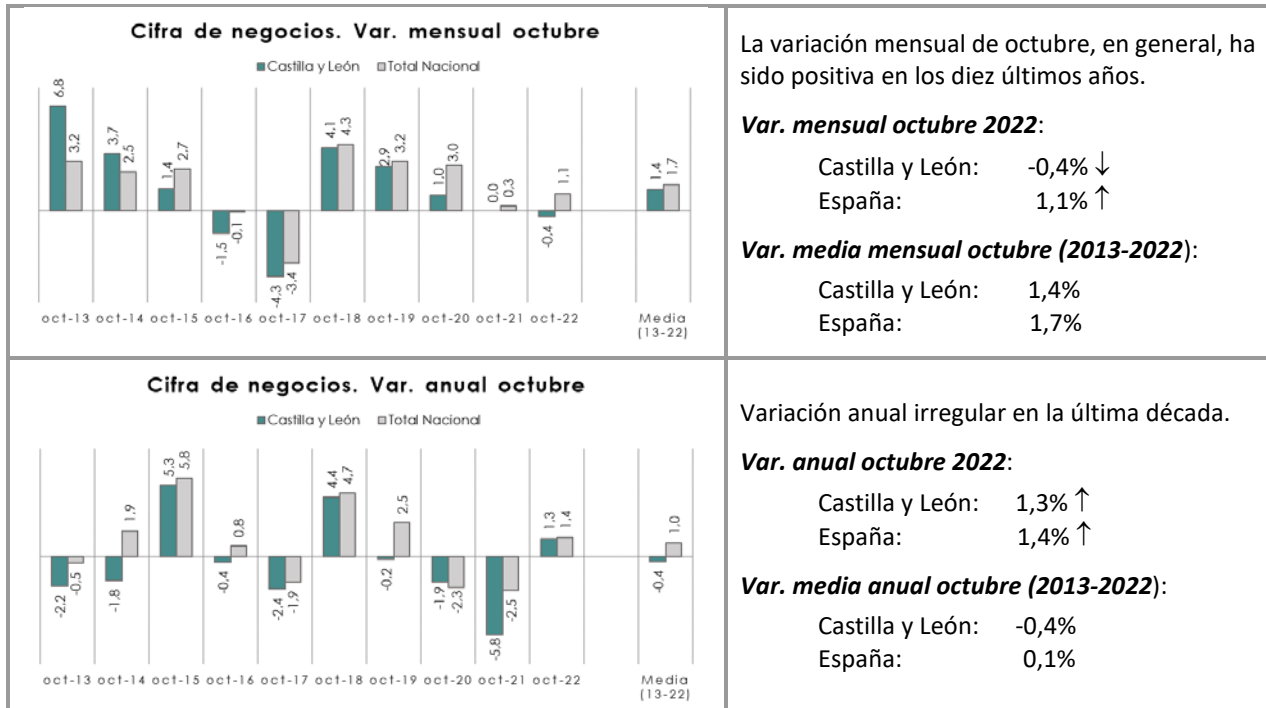 Cifra de negocios. Var. mensual octubre
Castilla y León Total Nacional
6,8 3,2 3,7 2,5 1,4 2,7 -1,5 -0,1 -4,3 -3,4 4,1 4,3 2,9 3,2 1,0 3,0 0,0 0,3 -0,4 1,1 1,4 1,7
oct-13 oct-14 oct-15 oct-16 oct-17 oct-18 oct-19 oct-20 oct-21 oct-22 Media
(13-22)
La variación mensual de octubre, en general, ha
sido positiva en los diez últimos años.
Var. mensual octubre 2022:
Castilla y León: -0,4% ↓
España: 1,1% ↑
Var. media mensual octubre (2013-2022):
Castilla y León: 1,4%
España: 1,7%
Cifra de negocios. Var. anual octubre
Castilla y León Total Nacional
-2,2 -0,5 -1,8 1,9 5,3 5,8 -0,4 0,8 -2,4 -1,9 4,4 4,7 -0,2 2,5 -1,9 -2,3 -5,8 -2,5 1,3 1,4 -0,4 1,0
oct-13 oct-14 oct-15 oct-16 oct-17 oct-18 oct-19 oct-20 oct-21 oct-22 Media
(13-22)
Variación anual irregular en la última década.
Var. anual octubre 2022:
Castilla y León: 1,3% ↑
España: 1,4% ↑
Var. media anual octubre (2013-2022):
Castilla y León: -0,4%
España: 0,1%